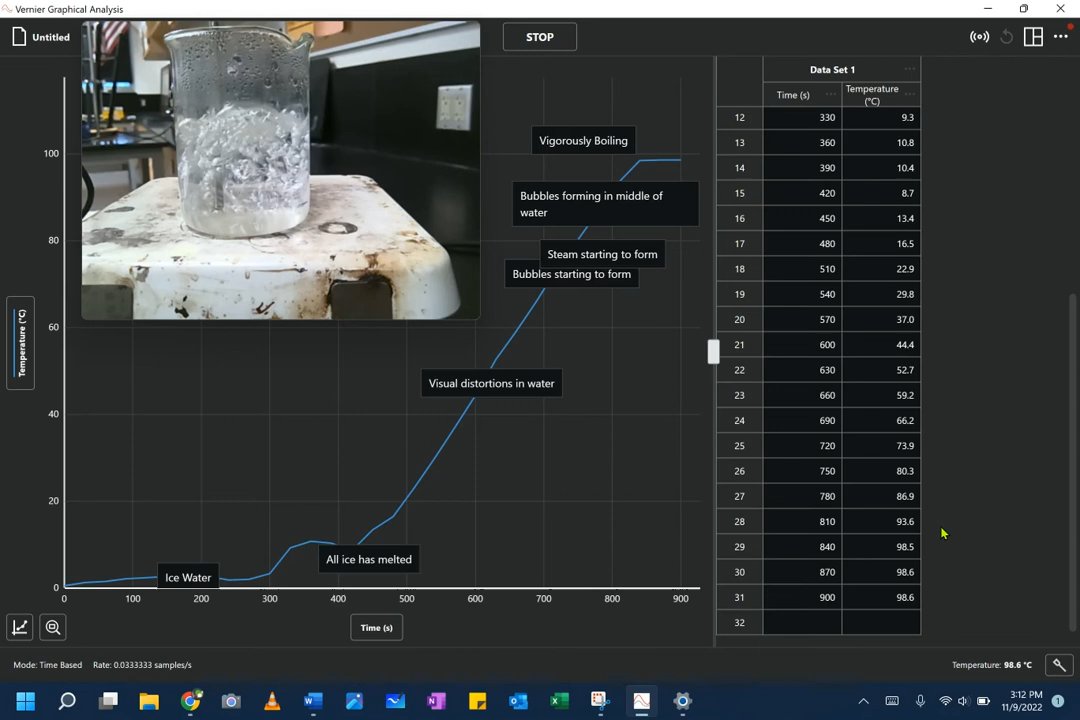 Vernier Graphical Analysis
Untitled
STOP
Data Set 1
Time (s)
Temperature
(°C)
12 330 9.3
13 360 10.8
14 390 10.4
15 420 8.7
16 450 13.4
17 480 16.5
18 510 22.9
19 540 29.8
20 570 37.0
21 600 44.4
22 630 52.7
23 660 59.2
24 690 66.2
25 720 73.9
26 750 80.3
27 780 86.9
28 810 93.6
29 840 98.5
30 870 98.6
31 900 98.6
32
Temperature (°C)
100
80
60
40
20
0
Vigorously Boiling
Bubbles forming in middle of
water
Steam starting to form
Bubbles starting to form
Visual distortions in water
All ice has melted
Ice Water
0 100 200 300 400 500 600 700 800 900
Time (s)
Mode: Time Based Rate: 0.0333333 samples/s
Temperature: 98.6 °C
3:12 PM
11/9/2022
1